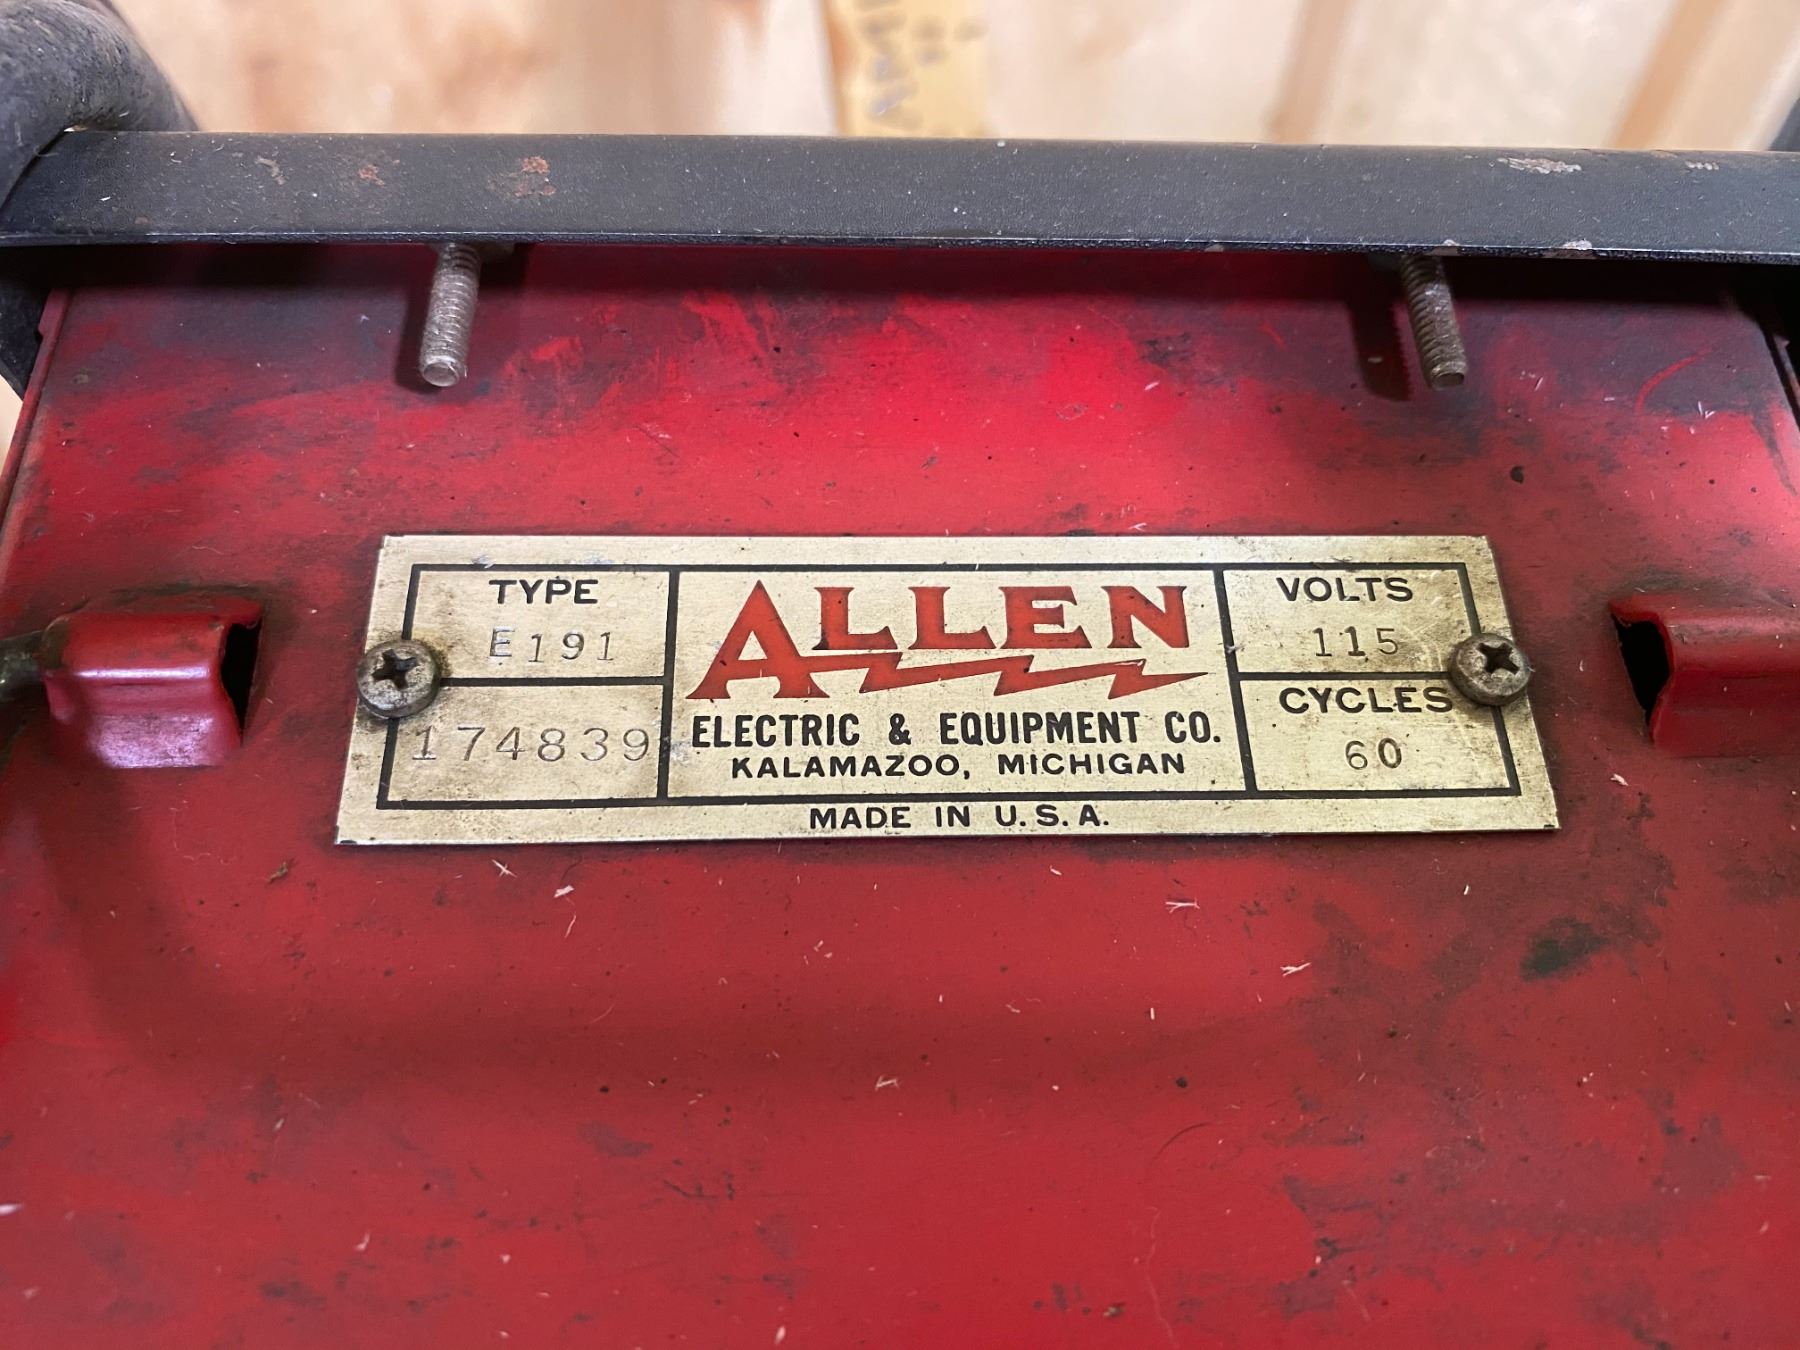 TYPE
E191
174839
ALLEN
ELECTRIC & EQUIPMENT CO.
KALAMAZOO, MICHIGAN
VOLTS
115
CYCLES
60
MADE IN U.S.A.